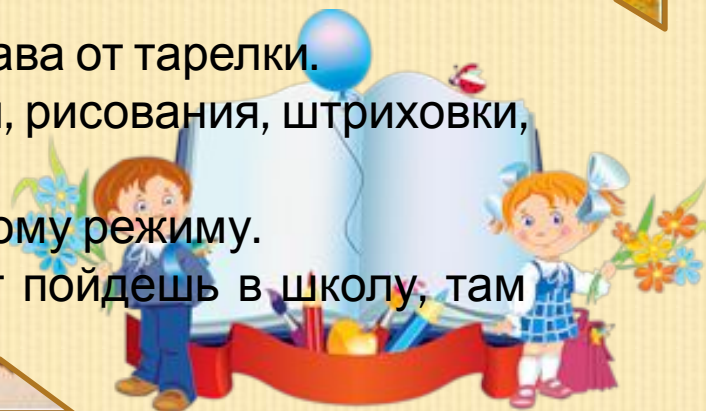 ава от тарелки.
, рисования, штриховки,
ому режиму.
т пойдешь в школу, там